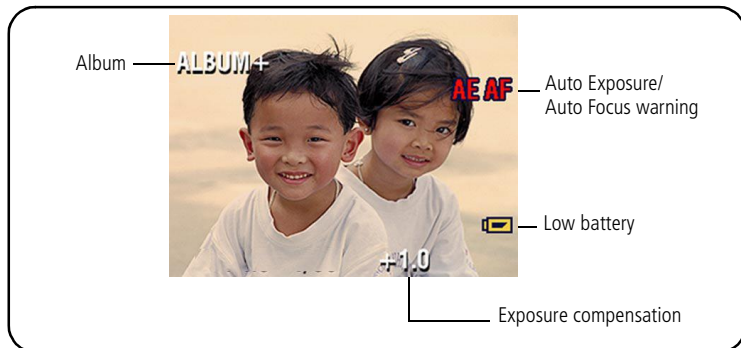 Album
ALBUM+
AE AF
Auto Exposure/
Auto Focus warning
Low battery
+1.0
Exposure compensation